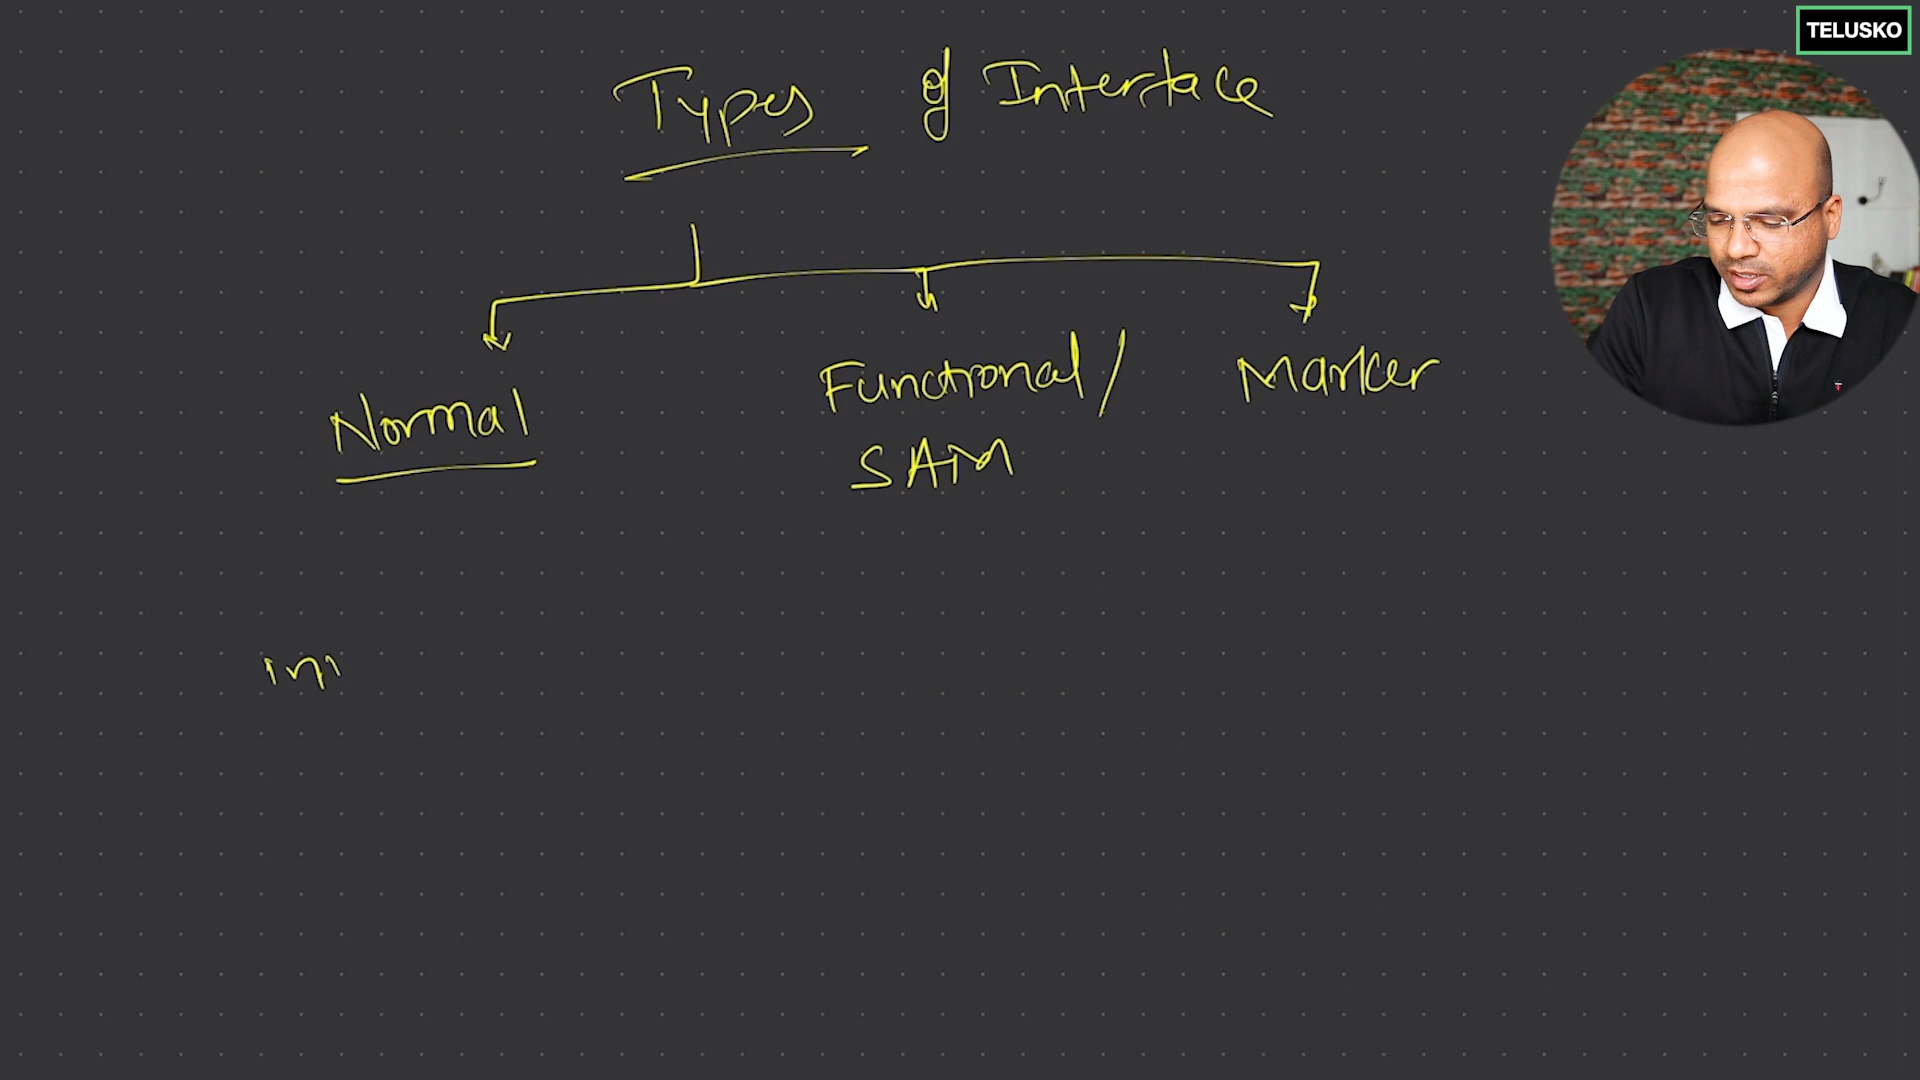 TELUSKO
Types of Interface
Normal
Functional/
SAM
Marker